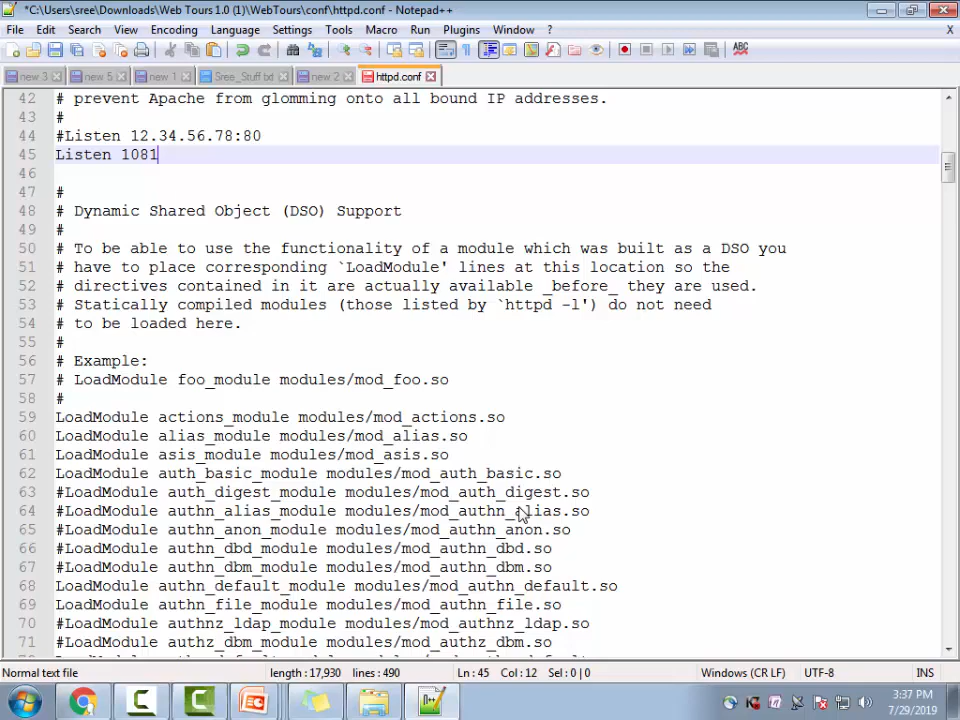 *C:\Users\sree\Downloads\Web Tours 1.0 (1)\WebTours\conf\httpd.conf - Notepad++
File Edit Search View Encoding Language Settings Tools Macro Run Plugins Window ? X
ABC
new 3 new 5 new 1 Sree_Stuff.txt new 2 httpd.conf
42 # prevent Apache from glomming onto all bound IP addresses.
43 #
44 #Listen 12.34.56.78:80
45 Listen 1081
46
47 #
48 # Dynamic Shared Object (DSO) Support
49 #
50 # To be able to use the functionality of a module which was built as a DSO you
51 # have to place corresponding `LoadModule' lines at this location so the
52 # directives contained in it are actually available _before_ they are used.
53 # Statically compiled modules (those listed by `httpd -l') do not need
54 # to be loaded here.
55 #
56 # Example:
57 # LoadModule foo_module modules/mod_foo.so
58 #
59 LoadModule actions_module modules/mod_actions.so
60 LoadModule alias_module modules/mod_alias.so
61 LoadModule asis_module modules/mod_asis.so
62 LoadModule auth_basic_module modules/mod_auth_basic.so
63 #LoadModule auth_digest_module modules/mod_auth_digest.so
64 #LoadModule authn_alias_module modules/mod_authn_alias.so
65 #LoadModule authn_anon_module modules/mod_authn_anon.so
66 #LoadModule authn_dbd_module modules/mod_authn_dbd.so
67 #LoadModule authn_dbm_module modules/mod_authn_dbm.so
68 LoadModule authn_default_module modules/mod_authn_default.so
69 LoadModule authn_file_module modules/mod_authn_file.so
70 #LoadModule authnz_ldap_module modules/mod_authnz_ldap.so
71 #LoadModule authz_dbm_module modules/mod_authz_dbm.so
Normal text file length : 17,930 lines : 490 Ln : 45 Col : 12 Sel : 0 | 0 Windows (CR LF) UTF-8 INS
3:37 PM
7/29/2019